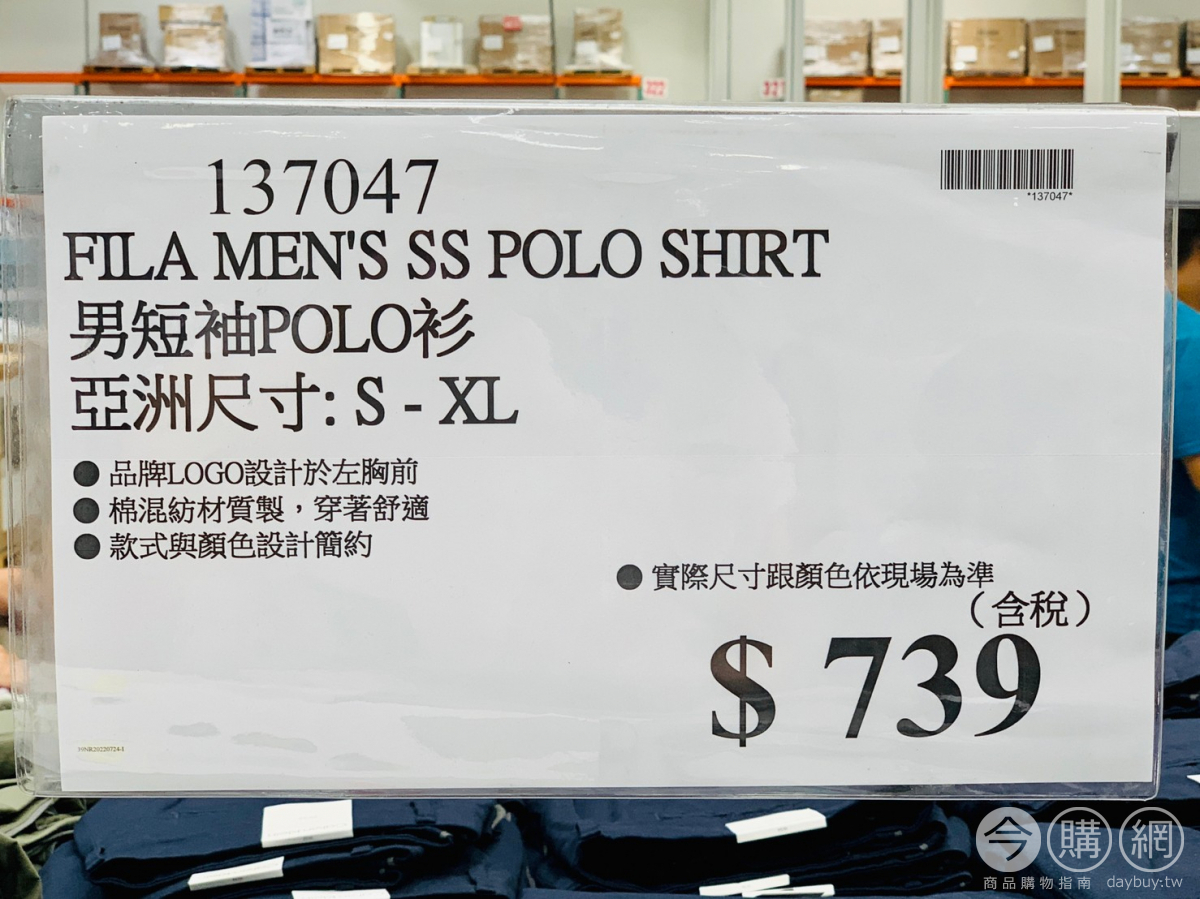 322
321
137047
*137047*
FILA MEN'S SS POLO SHIRT
男短袖POLO衫
亞洲尺寸: S - XL
● 品牌LOGO設計於左胸前
● 棉混紡材質製，穿著舒適
● 款式與顏色設計簡約
● 實際尺寸跟顏色依現場為準
（含稅）
$ 739
今購網
商品購物指南 daybuy.tw